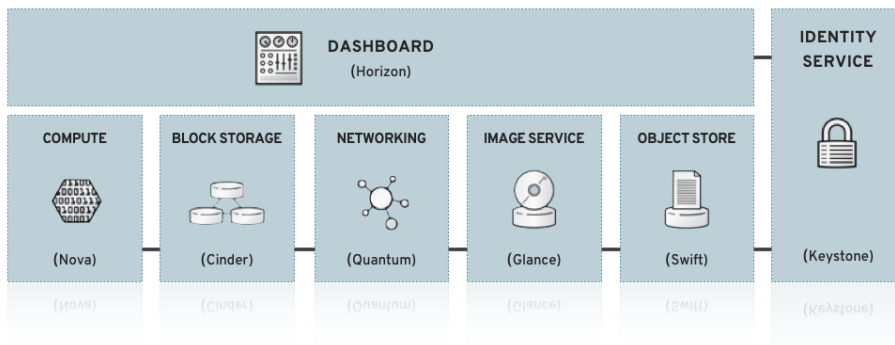 DASHBOARD
(Horizon)
IDENTITY
SERVICE
(Keystone)
COMPUTE
(Nova)
BLOCK STORAGE
(Cinder)
NETWORKING
(Quantum)
IMAGE SERVICE
(Glance)
OBJECT STORE
(Swift)